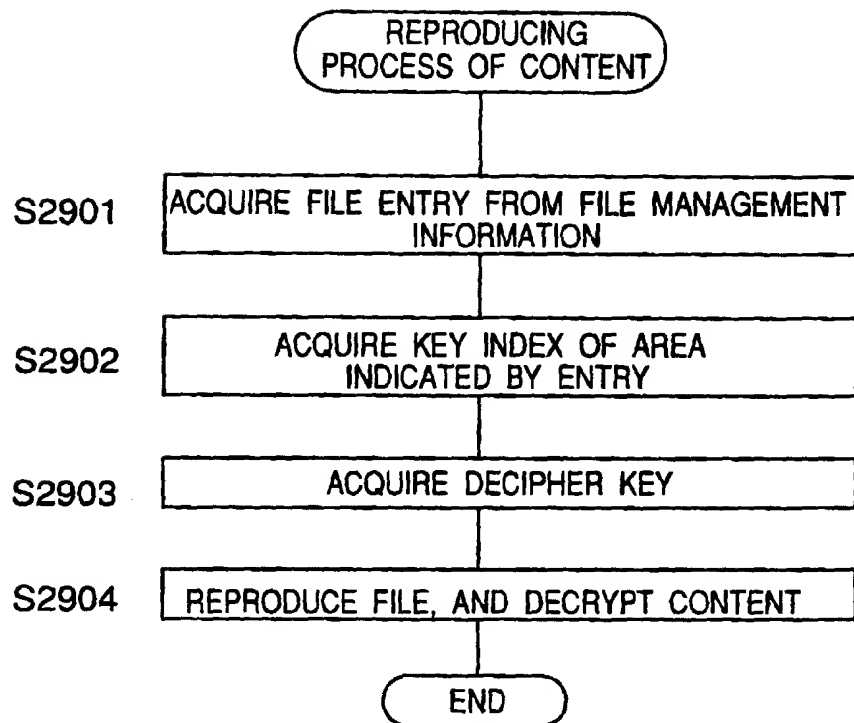 REPRODUCING
PROCESS OF CONTENT
S2901
ACQUIRE FILE ENTRY FROM FILE MANAGEMENT
INFORMATION
S2902
ACQUIRE KEY INDEX OF AREA
INDICATED BY ENTRY
S2903
ACQUIRE DECIPHER KEY
S2904
REPRODUCE FILE, AND DECRYPT CONTENT
END